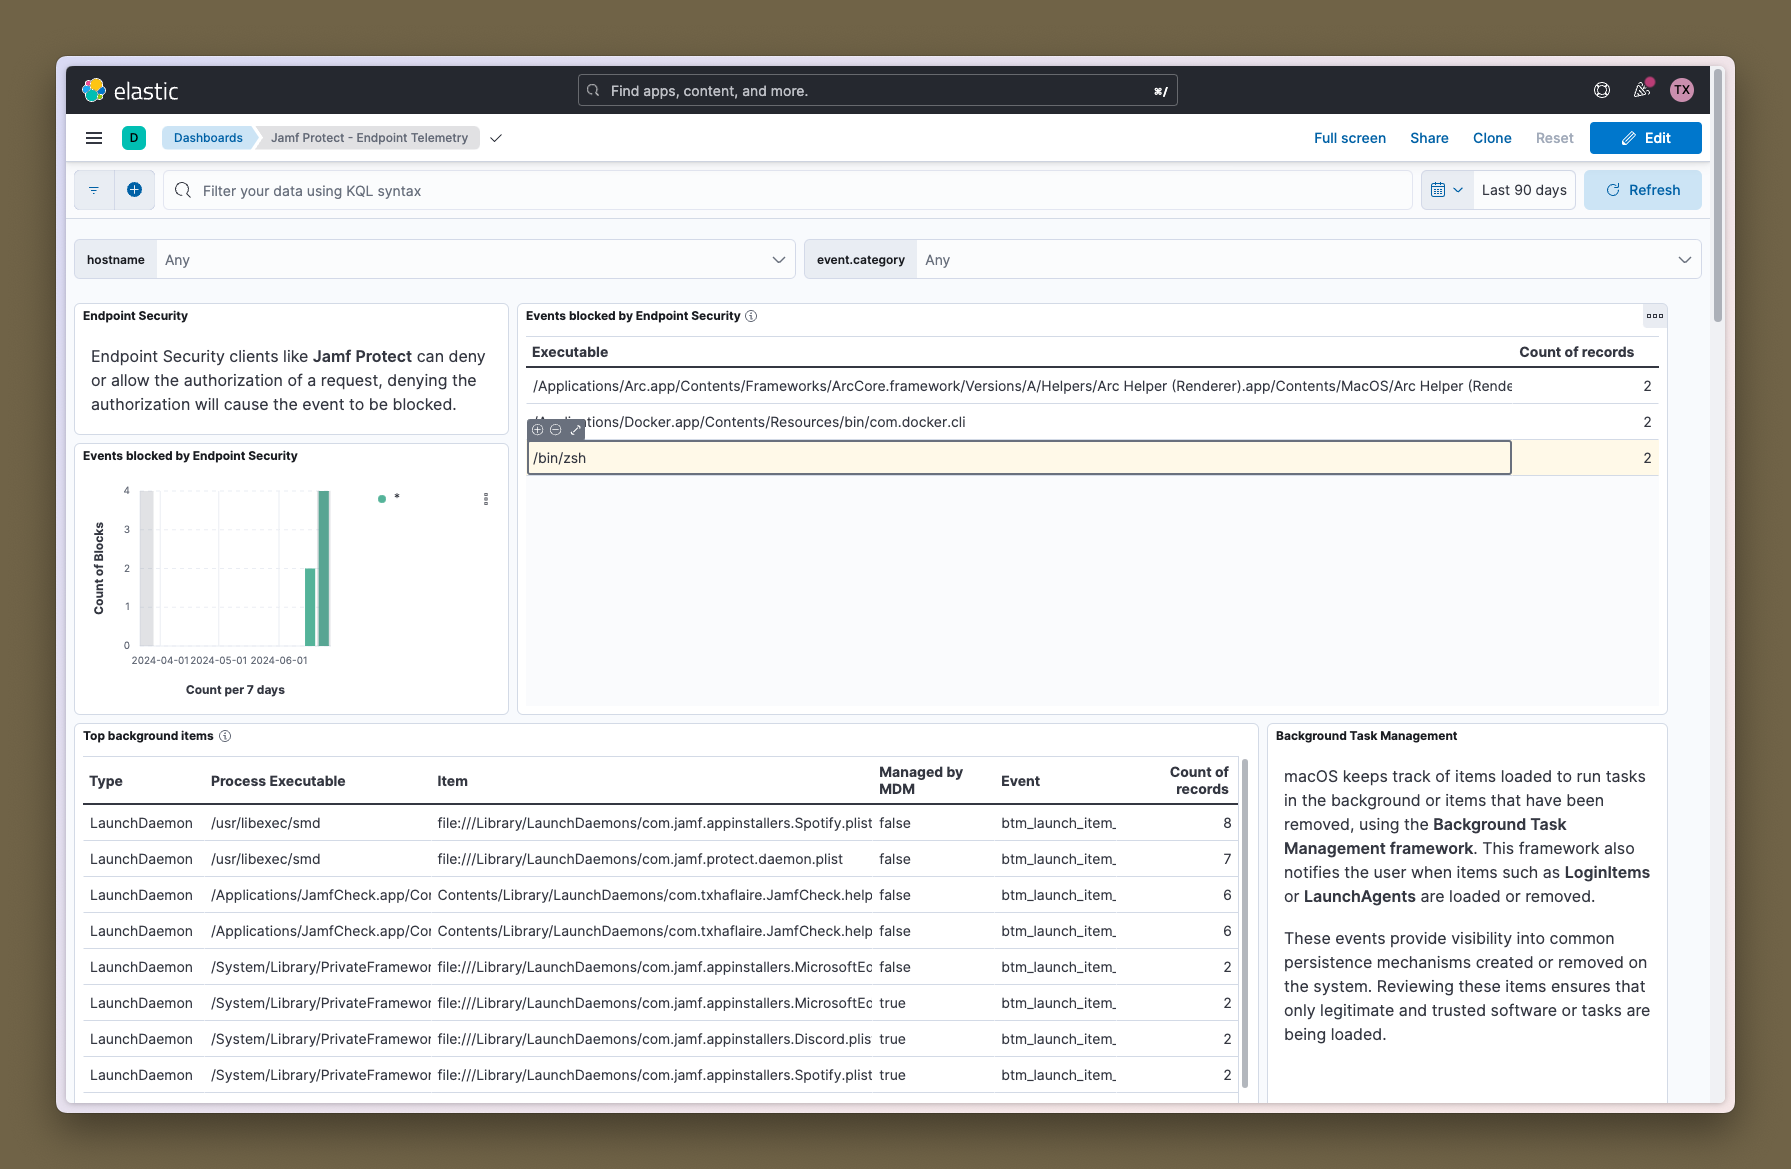 elastic
Find apps, content, and more.
⌘/
TX
D
Dashboards
Jamf Protect - Endpoint Telemetry
Full screen
Share
Clone
Reset
Edit
Filter your data using KQL syntax
Last 90 days
Refresh
hostname
Any
event.category
Any
Endpoint Security
Endpoint Security clients like Jamf Protect can deny
or allow the authorization of a request, denying the
authorization will cause the event to be blocked.
Events blocked by Endpoint Security
Executable Count of records
/Applications/Arc.app/Contents/Frameworks/ArcCore.framework/Versions/A/Helpers/Arc Helper (Renderer).app/Contents/MacOS/Arc Helper (Rende 2
tions/Docker.app/Contents/Resources/bin/com.docker.cli 2
/bin/zsh 2
Events blocked by Endpoint Security
Count of Blocks
4
3
2
1
0
*
2024-04-01 2024-05-01 2024-06-01
Count per 7 days
Top background items
Type Process Executable Item Managed by MDM Event Count of records
LaunchDaemon /usr/libexec/smd file:///Library/LaunchDaemons/com.jamf.appinstallers.Spotify.plist false btm_launch_item_ 8
LaunchDaemon /usr/libexec/smd file:///Library/LaunchDaemons/com.jamf.protect.daemon.plist false btm_launch_item_ 7
LaunchDaemon /Applications/JamfCheck.app/Cor Contents/Library/LaunchDaemons/com.txhaflaire.JamfCheck.help false btm_launch_item_ 6
LaunchDaemon /Applications/JamfCheck.app/Cor Contents/Library/LaunchDaemons/com.txhaflaire.JamfCheck.help false btm_launch_item_ 6
LaunchDaemon /System/Library/PrivateFramewor file:///Library/LaunchDaemons/com.jamf.appinstallers.MicrosoftEc false btm_launch_item_ 2
LaunchDaemon /System/Library/PrivateFramewor file:///Library/LaunchDaemons/com.jamf.appinstallers.MicrosoftEc true btm_launch_item_ 2
LaunchDaemon /System/Library/PrivateFramewor file:///Library/LaunchDaemons/com.jamf.appinstallers.Discord.plis true btm_launch_item_ 2
LaunchDaemon /System/Library/PrivateFramewor file:///Library/LaunchDaemons/com.jamf.appinstallers.Spotify.plist true btm_launch_item_ 2
Background Task Management
macOS keeps track of items loaded to run tasks
in the background or items that have been
removed, using the Background Task
Management framework. This framework also
notifies the user when items such as LoginItems
or LaunchAgents are loaded or removed.
These events provide visibility into common
persistence mechanisms created or removed on
the system. Reviewing these items ensures that
only legitimate and trusted software or tasks are
being loaded.